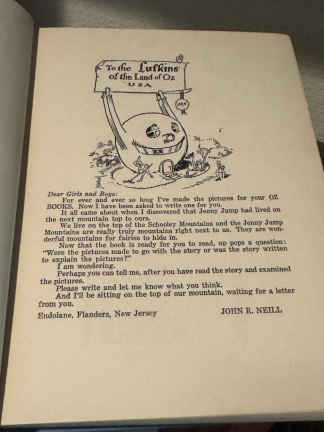 To the Lufkins
of the Land of Oz
USA
Dear Girls and Boys:
For ever and ever so long I've made the pictures for your OZ
BOOKS. Now I have been asked to write one for you.
It all came about when I discovered that Jenny Jump had lived on
the next mountain top to ours.
We live on top of the Schooley Mountains and the Jenny Jump
Mountains are really truly mountains right next to us. They are won-
derful mountains for fairies to hide in.
Now that the book is ready for you to read, up pops a question:
"Were the pictures made to go with the story or was the story written
to explain the pictures?"
I am wondering.
Perhaps you can tell me, after you have read the story and examined
the pictures.
Please write and let me know what you think.
And I'll be sitting on the top of our mountain, waiting for a letter
from you.
Endolane, Flanders, New Jersey JOHN R. NEILL